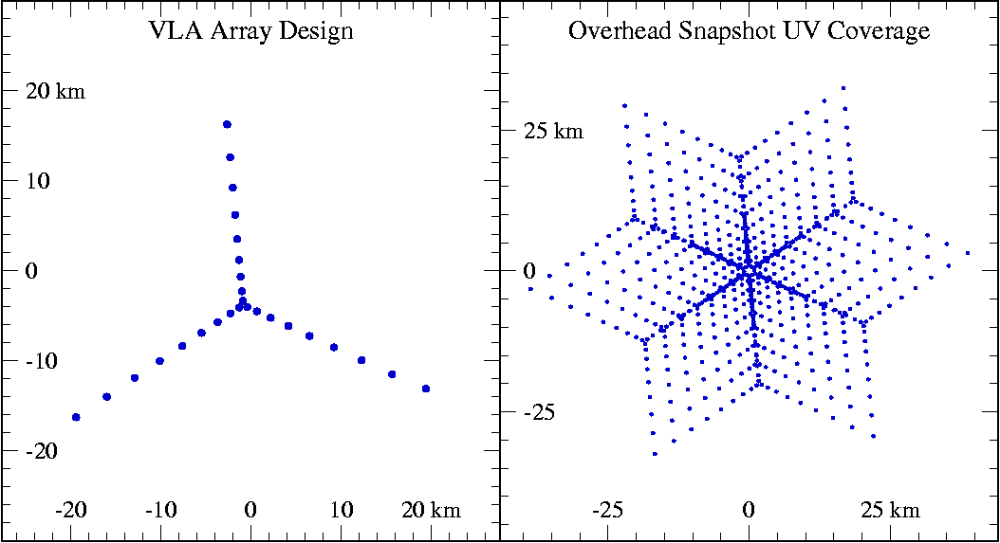 VLA Array Design
20 km
10
0
-10
-20
-20 -10 0 10 20 km
Overhead Snapshot UV Coverage
25 km
0
-25
-25 0 25 km